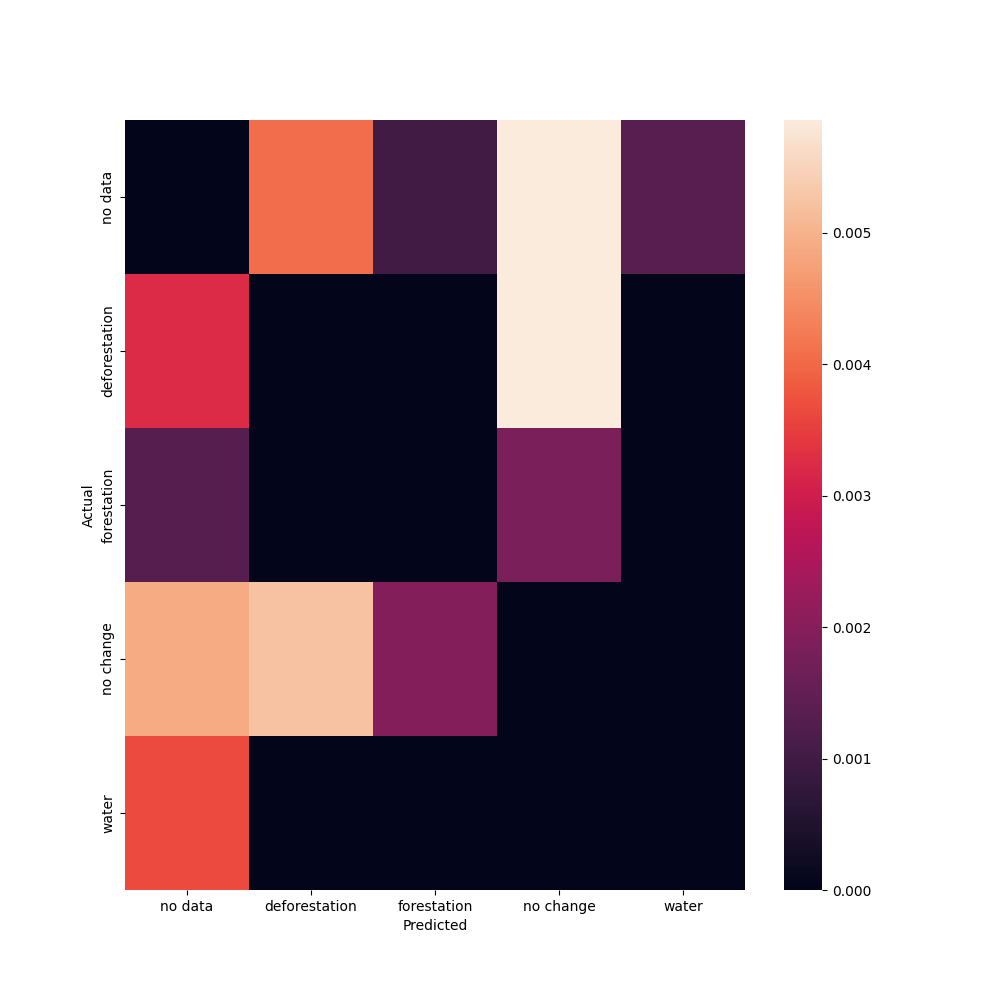 Actual
no data
deforestation
forestation
no change
water
no data
deforestation
forestation
no change
water
Predicted
0.005
0.004
0.003
0.002
0.001
0.000